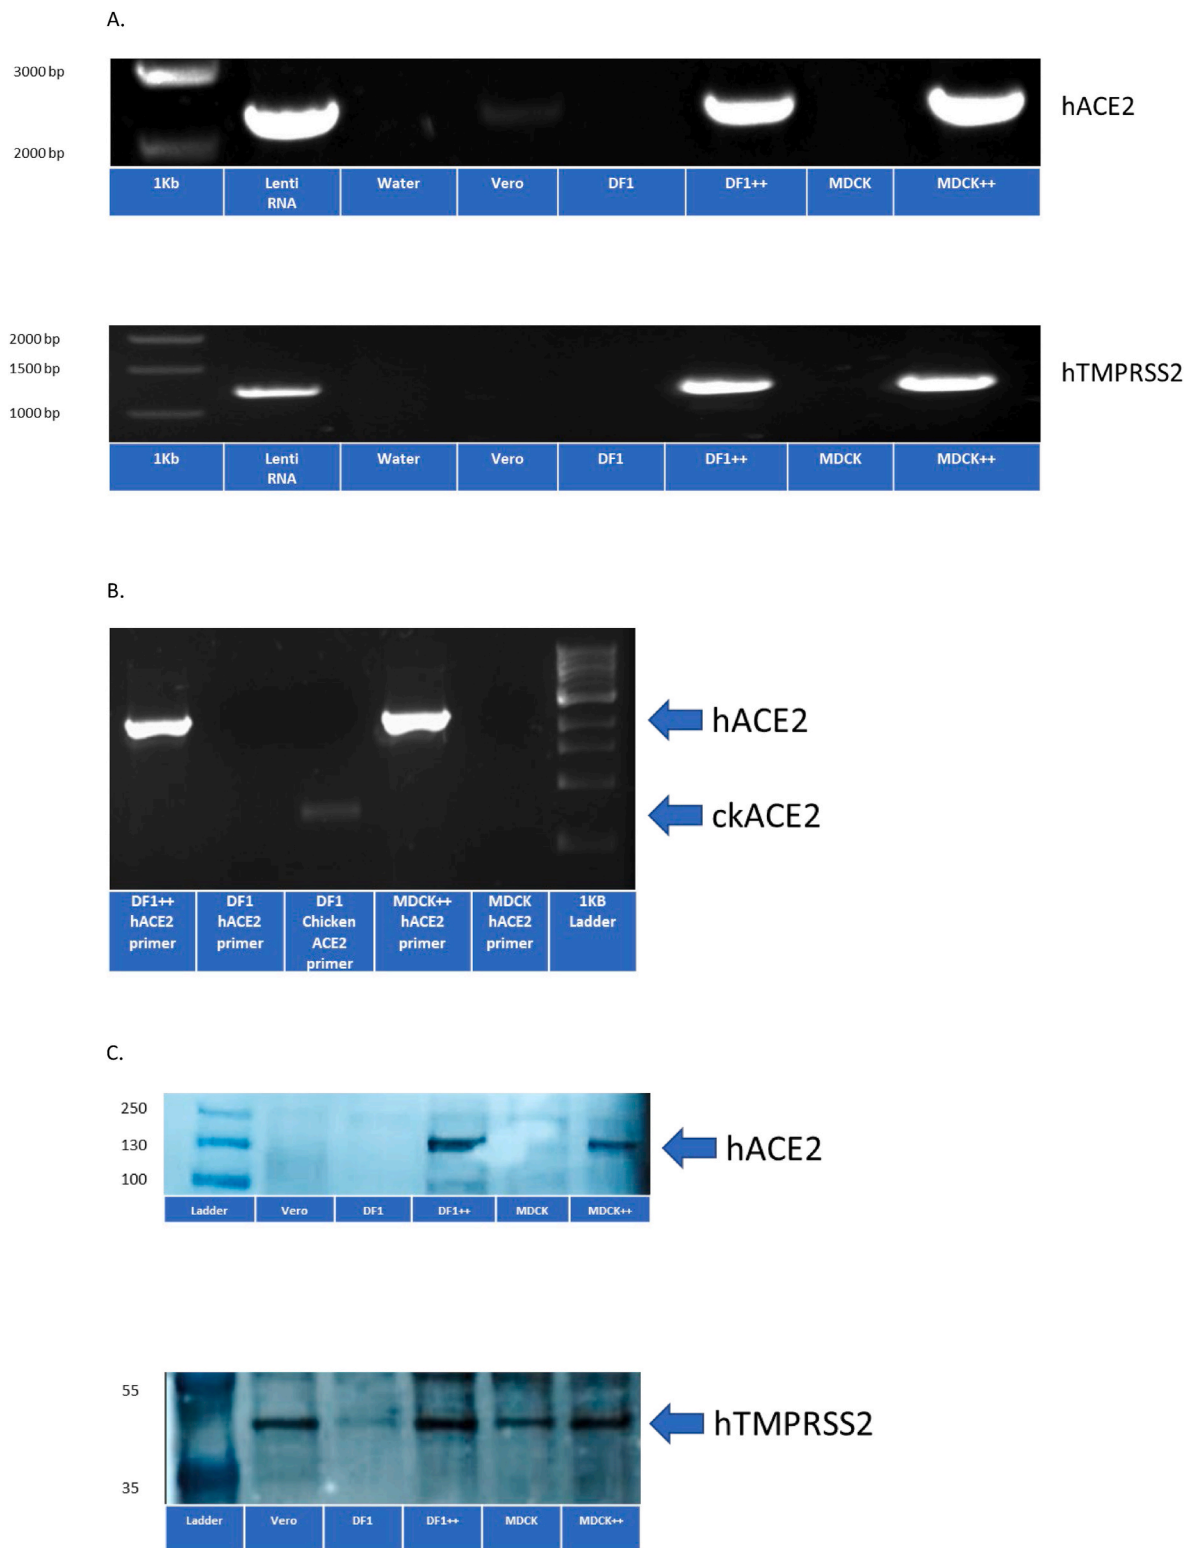 A.
3000 bp
2000 bp
hACE2
1Kb Lenti RNA Water Vero DF1 DF1++ MDCK MDCK++
2000 bp
1500 bp
1000 bp
hTMPRSS2
1Kb Lenti RNA Water Vero DF1 DF1++ MDCK MDCK++
B.
hACE2
ckACE2
DF1++ DF1 DF1 MDCK++ MDCK 1KB
hACE2 hACE2 Chicken hACE2 hACE2 Ladder
primer primer ACE2 primer primer
primer
C.
250
130
100
hACE2
Ladder Vero DF1 DF1++ MDCK MDCK++
55
35
hTMPRSS2
Ladder Vero DF1 DF1++ MDCK MDCK++